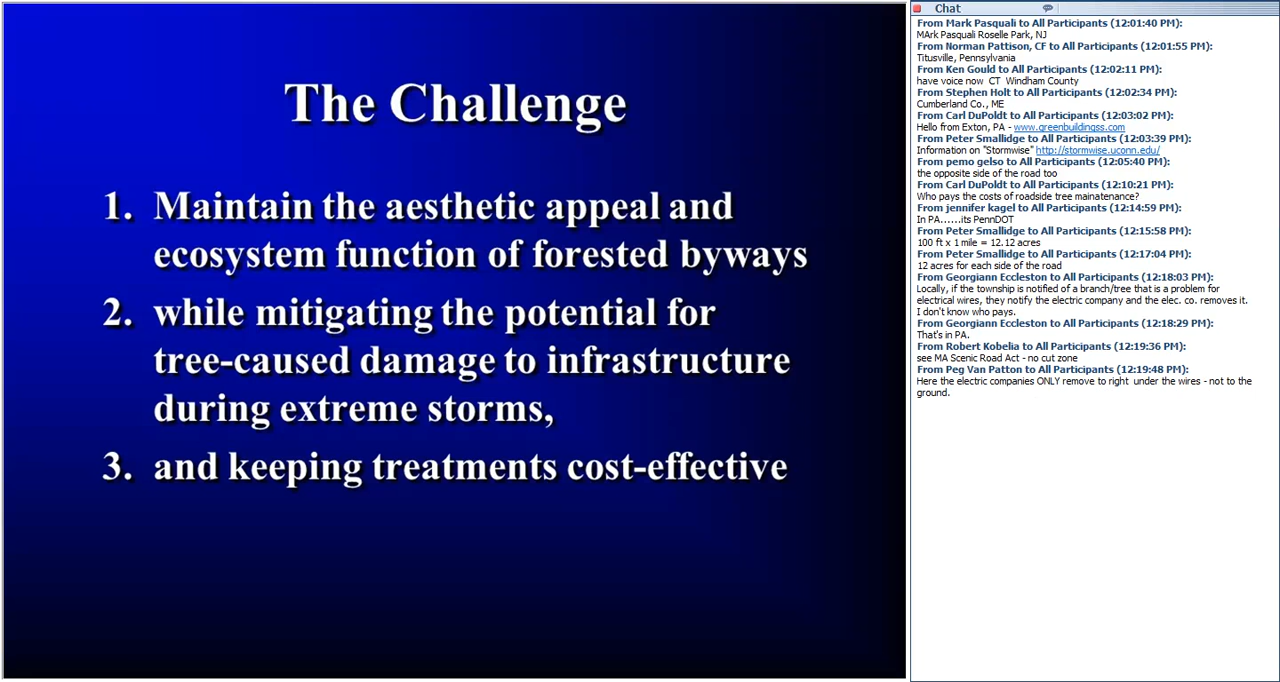 The Challenge
1. Maintain the aesthetic appeal and
ecosystem function of forested byways
2. while mitigating the potential for
tree-caused damage to infrastructure
during extreme storms,
3. and keeping treatments cost-effective
Chat
From Mark Pasquali to All Participants (12:01:40 PM):
MArk Pasquali Roselle Park, NJ
From Norman Pattison, CF to All Participants (12:01:55 PM):
Titusville, Pennsylvania
From Ken Gould to All Participants (12:02:11 PM):
have voice now CT Windham County
From Stephen Holt to All Participants (12:02:34 PM):
Cumberland Co., ME
From Carl DuPoldt to All Participants (12:03:02 PM):
Hello from Exton, PA - www.greenbuildingss.com
From Peter Smallidge to All Participants (12:03:39 PM):
Information on "Stormwise" http://stormwise.uconn.edu/
From pemo gelso to All Participants (12:05:40 PM):
the opposite side of the road too
From Carl DuPoldt to All Participants (12:10:21 PM):
Who pays the costs of roadside tree mainatenance?
From jennifer kagel to All Participants (12:14:59 PM):
In PA......its PennDOT
From Peter Smallidge to All Participants (12:15:58 PM):
100 ft x 1 mile = 12.12 acres
From Peter Smallidge to All Participants (12:17:04 PM):
12 acres for each side of the road
From Georgiann Eccleston to All Participants (12:18:03 PM):
Locally, if the township is notified of a branch/tree that is a problem for
electrical wires, they notify the electric company and the elec. co. removes it.
I don't know who pays.
From Georgiann Eccleston to All Participants (12:18:29 PM):
That's in PA.
From Robert Kobelia to All Participants (12:19:36 PM):
see MA Scenic Road Act - no cut zone
From Peg Van Patton to All Participants (12:19:48 PM):
Here the electric companies ONLY remove to right under the wires - not to the
ground.